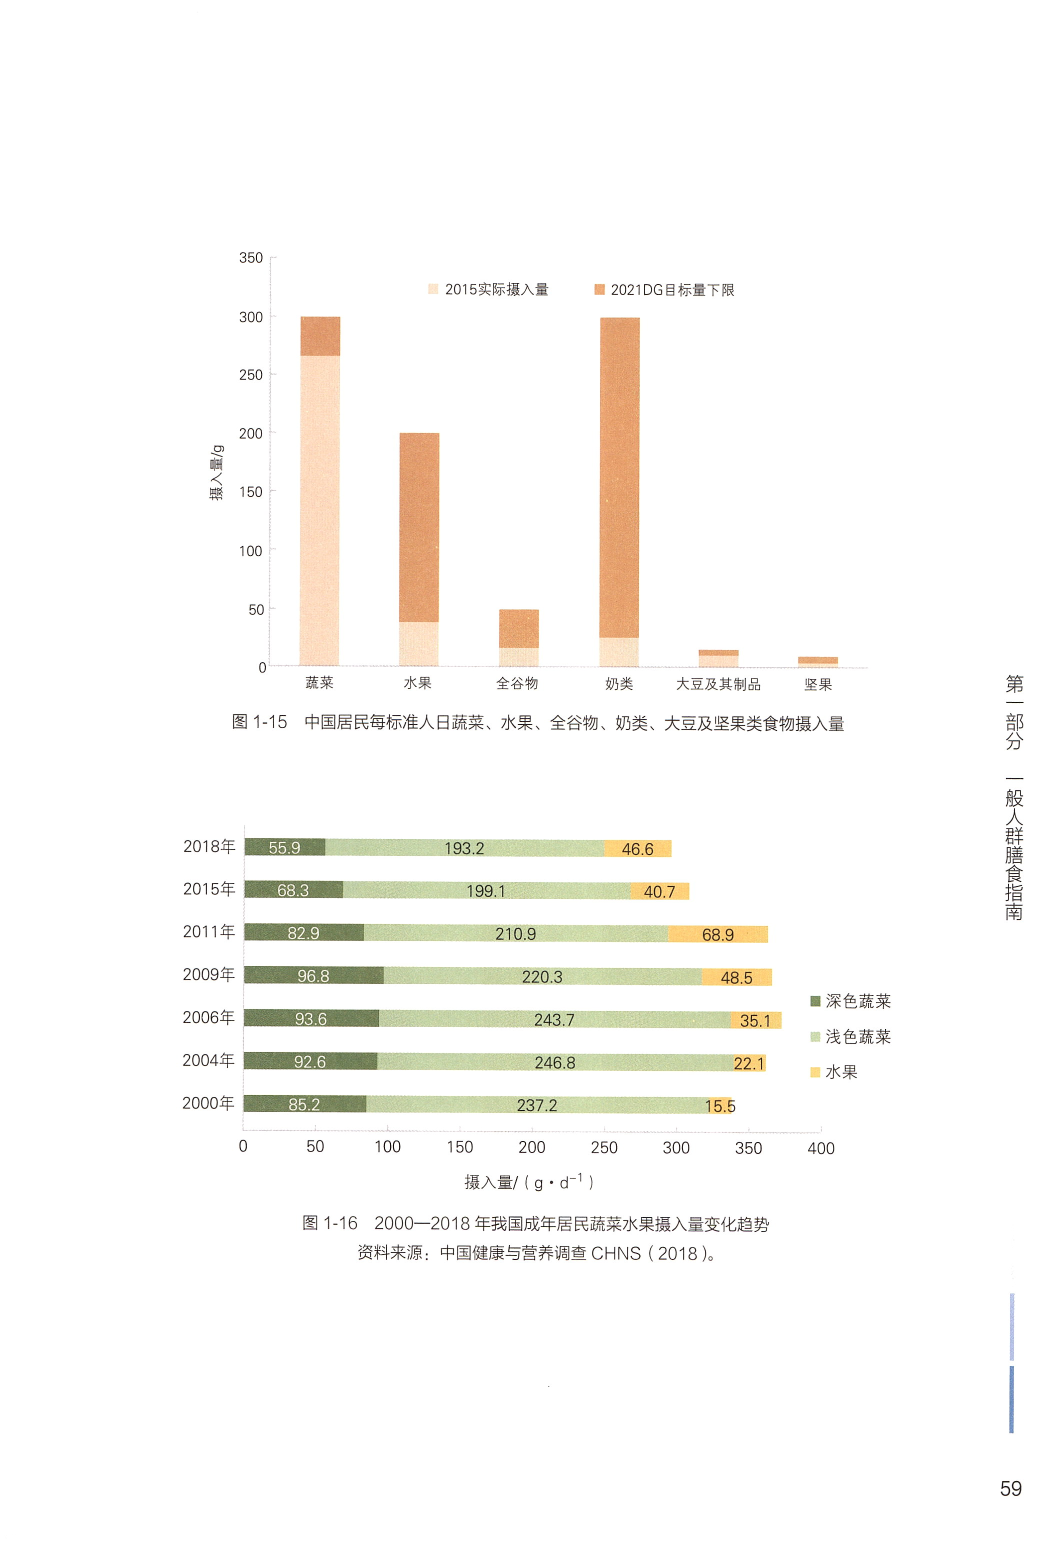 350
2015实际摄入量 2021DG目标量下限
300
250
200
150
100
50
0
摄入量/g
蔬菜 水果 全谷物 奶类 大豆及其制品 坚果
图 1-15 中国居民每标准人日蔬菜、水果、全谷物、奶类、大豆及坚果类食物摄入量
2018年 55.9 193.2 46.6
2015年 68.3 199.1 40.7
2011年 82.9 210.9 68.9
2009年 96.8 220.3 48.5
2006年 93.6 243.7 35.1
2004年 92.6 246.8 22.1
2000年 85.2 237.2 15.5
深色蔬菜
浅色蔬菜
水果
0 50 100 150 200 250 300 350 400
摄入量/（g·d⁻¹）
图 1-16 2000—2018 年我国成年居民蔬菜水果摄入量变化趋势
资料来源：中国健康与营养调查 CHNS（2018）。
第一部分 一般人群膳食指南
59